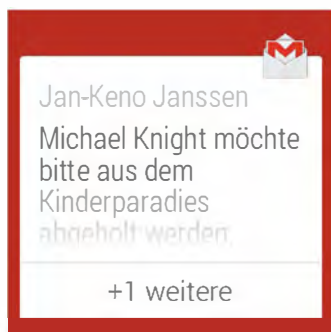 Jan-Keno Janssen
Michael Knight möchte
bitte aus dem
Kinderparadies
abgeholt werden.
+1 weitere